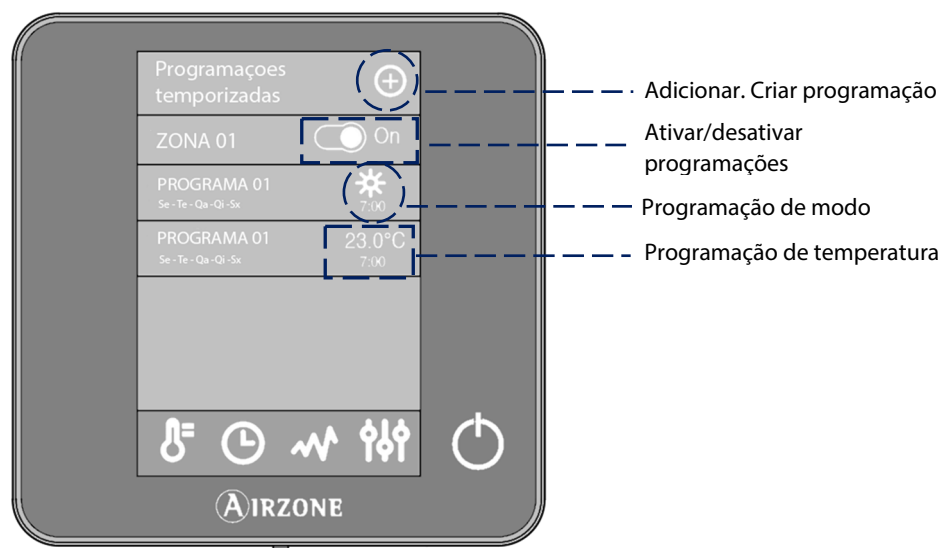 Programaçoes
temporizadas
ZONA 01
On
PROGRAMA 01
Se - Te - Qa -Qi -Sx
7:00
PROGRAMA 01
Se - Te - Qa -Qi -Sx
23.0°C
7:00
AIRZONE
Adicionar. Criar programação
Ativar/desativar
programações
Programação de modo
Programação de temperatura